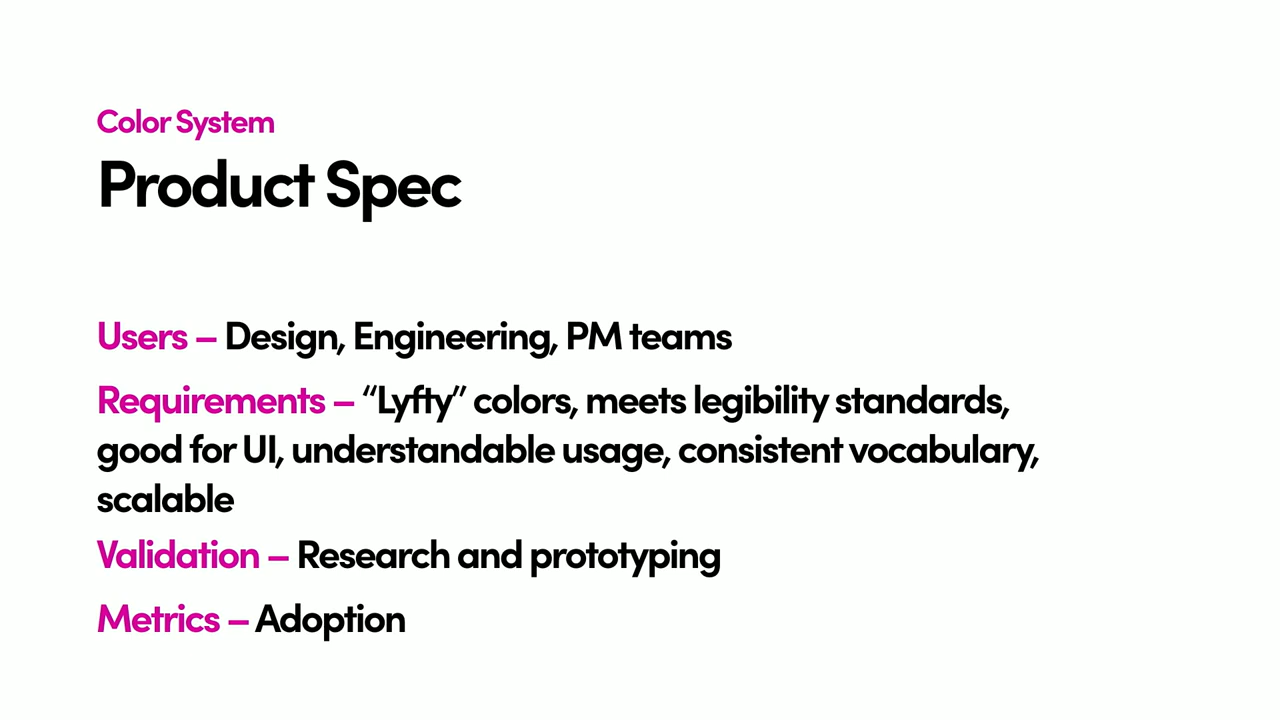 Color System
Product Spec
Users – Design, Engineering, PM teams
Requirements – “Lyfty” colors, meets legibility standards,
good for UI, understandable usage, consistent vocabulary,
scalable
Validation – Research and prototyping
Metrics – Adoption